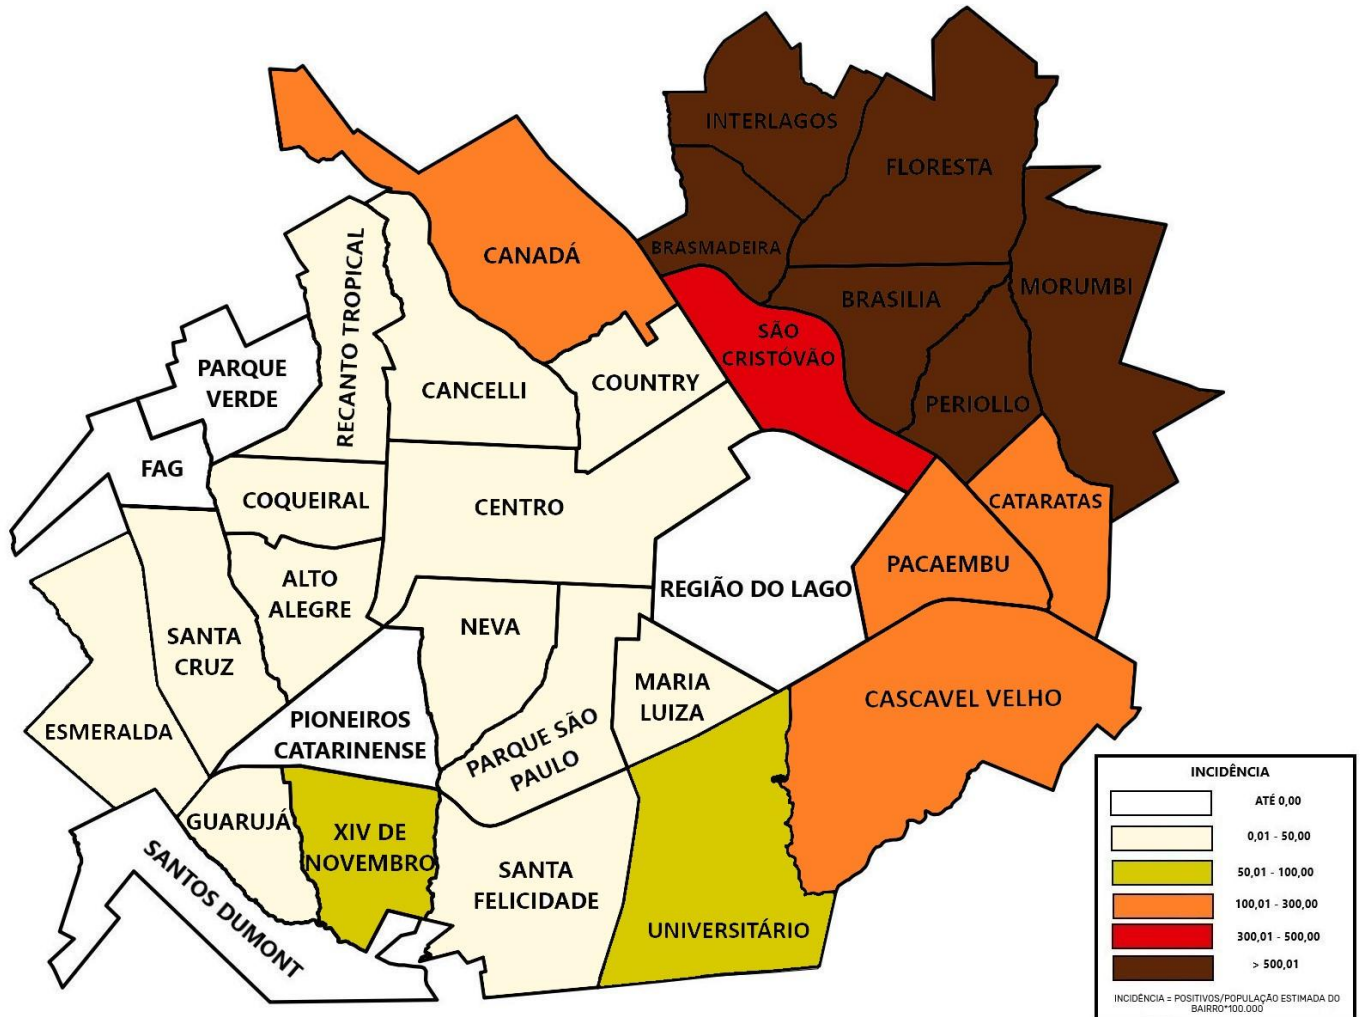 INTERLAGOS
FLORESTA
BRASMADEIRA
CANADÁ
MORUMBI
BRASILIA
RECANTO TROPICAL
SÃO
CRISTÓVÃO
PARQUE
VERDE
CANCELLI
COUNTRY
PERIOLLO
FAG
COQUEIRAL
CENTRO
CATARATAS
PACAEMBU
ALTO
ALEGRE
REGIÃO DO LAGO
NEVA
SANTA
CRUZ
MARIA
LUIZA
CASCAVEL VELHO
ESMERALDA
PIONEIROS
CATARINENSE
PARQUE SÃO
PAULO
GUARUJÁ
XIV DE
NOVEMBRO
SANTA
FELICIDADE
UNIVERSITÁRIO
SANTOS DUMONT
INCIDÊNCIA
ATÉ 0,00
0,01 - 50,00
50,01 - 100,00
100,01 - 300,00
300,01 - 500,00
> 500,01
INCIDÊNCIA = POSITIVOS/POPULAÇÃO ESTIMADA DO
BAIRRO*100.000